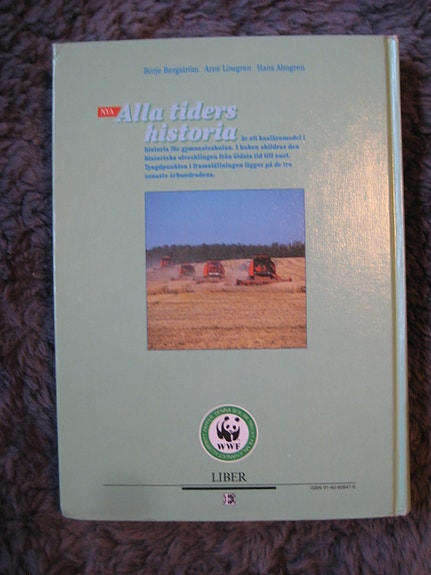 Börje Bergström Arne Löwgren Hans Almgren
NYA Alla tiders
historia är ett basläromedel i
historia för gymnasieskolan. I boken skildras den
historiska utvecklingen från äldsta tid till nuet.
Tyngdpunkten i framställningen ligger på de tre
senaste århundradena.
WWF
LIBER